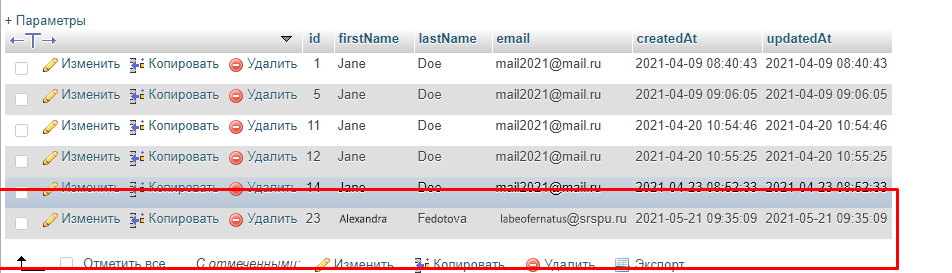 + Параметры
id firstName lastName email createdAt updatedAt
Изменить Копировать Удалить 1 Jane Doe mail2021@mail.ru 2021-04-09 08:40:43 2021-04-09 08:40:43
Изменить Копировать Удалить 5 Jane Doe mail2021@mail.ru 2021-04-09 09:06:05 2021-04-09 09:06:05
Изменить Копировать Удалить 11 Jane Doe mail2021@mail.ru 2021-04-20 10:54:46 2021-04-20 10:54:46
Изменить Копировать Удалить 12 Jane Doe mail2021@mail.ru 2021-04-20 10:55:25 2021-04-20 10:55:25
Изменить Копировать Удалить 14 Jane Doe mail2021@mail.ru 2021-04-23 08:52:33 2021-04-23 08:52:33
Изменить Копировать Удалить 23 Alexandra Fedotova labeofernatus@srspu.ru 2021-05-21 09:35:09 2021-05-21 09:35:09
Отметить все С отмеченными: Изменить Копировать Удалить Экспорт